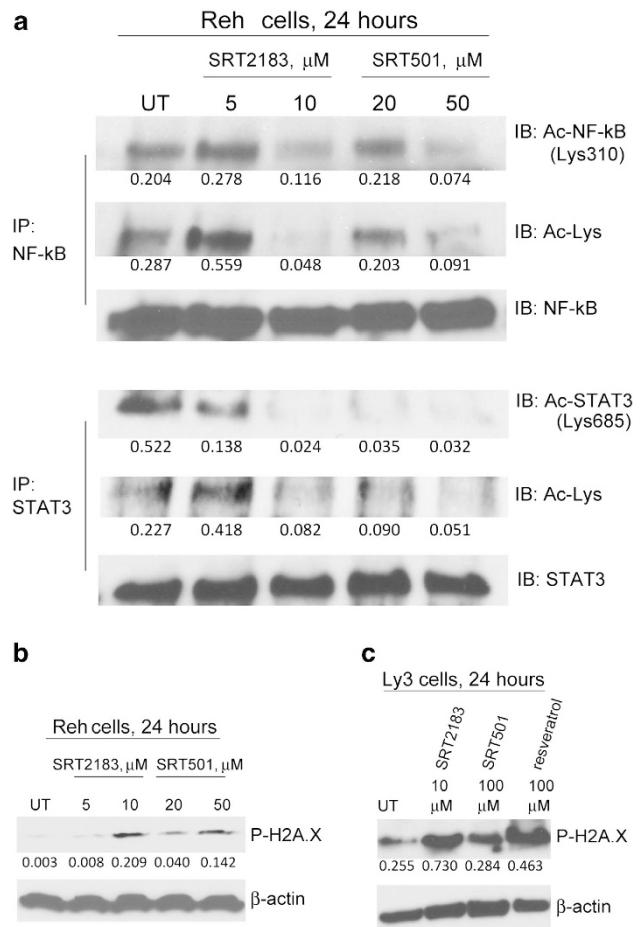 a
Reh cells, 24 hours
SRT2183, μM SRT501, μM
UT 5 10 20 50
IB: Ac-NF-kB
(Lys310)
0.204 0.278 0.116 0.218 0.074
IP:
NF-kB
IB: Ac-Lys
0.287 0.559 0.048 0.203 0.091
IB: NF-kB
IB: Ac-STAT3
(Lys685)
0.522 0.138 0.024 0.035 0.032
IP:
STAT3
IB: Ac-Lys
0.227 0.418 0.082 0.090 0.051
IB: STAT3
b
Reh cells, 24 hours
SRT2183, μM SRT501, μM
UT 5 10 20 50
P-H2A.X
0.003 0.008 0.209 0.040 0.142
β-actin
c
Ly3 cells, 24 hours
SRT2183 SRT501 resveratrol
10 100 100
UT μM μM μM
P-H2A.X
0.255 0.730 0.284 0.463
β-actin